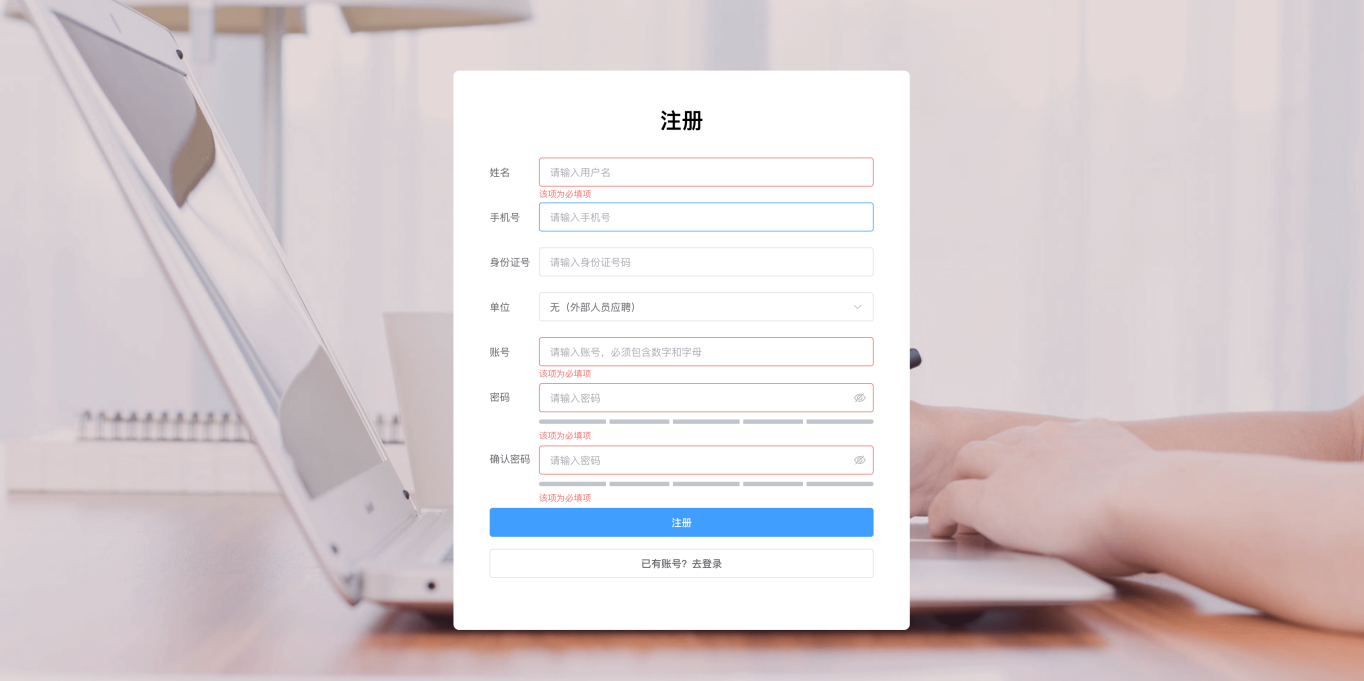 注册
姓名
请输入用户名
该项为必填项
手机号
请输入手机号
身份证号
请输入身份证号码
单位
无（外部人员应聘）
账号
请输入账号，必须包含数字和字母
该项为必填项
密码
请输入密码
该项为必填项
确认密码
请输入密码
该项为必填项
注册
已有账号？去登录